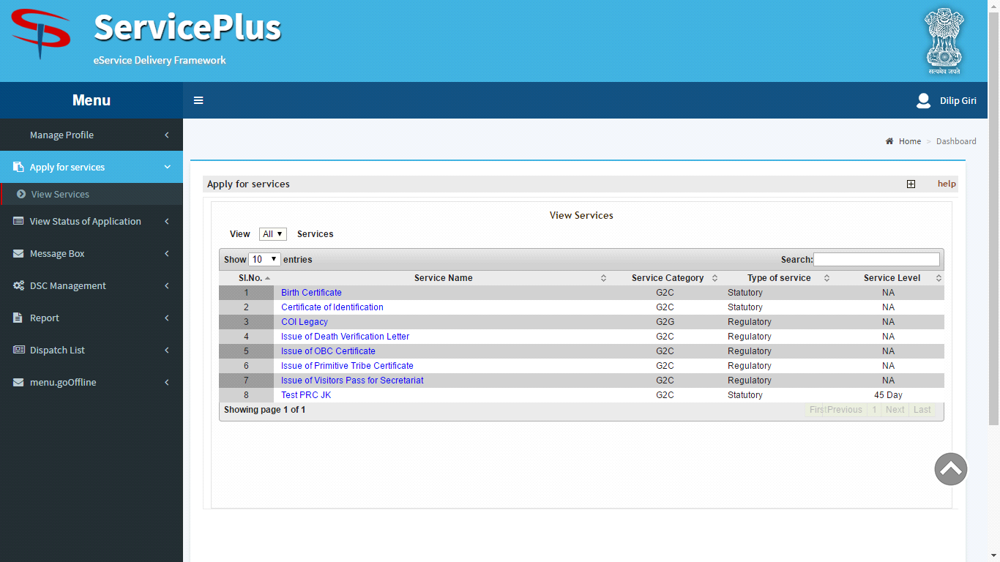 ServicePlus
eService Delivery Framework
सत्यमेव जयते
Menu
Dilip Giri
Manage Profile
Apply for services
View Services
View Status of Application
Message Box
DSC Management
Report
Dispatch List
menu.goOffline
Home > Dashboard
Apply for services help
View Services
View All Services
Show 10 entries Search:
Sl.No. Service Name Service Category Type of service Service Level
1 Birth Certificate G2C Statutory NA
2 Certificate of Identification G2C Statutory NA
3 COI Legacy G2G Regulatory NA
4 Issue of Death Verification Letter G2C Regulatory NA
5 Issue of OBC Certificate G2C Regulatory NA
6 Issue of Primitive Tribe Certificate G2C Regulatory NA
7 Issue of Visitors Pass for Secretariat G2C Regulatory NA
8 Test PRC JK G2C Statutory 45 Day
Showing page 1 of 1 First Previous 1 Next Last